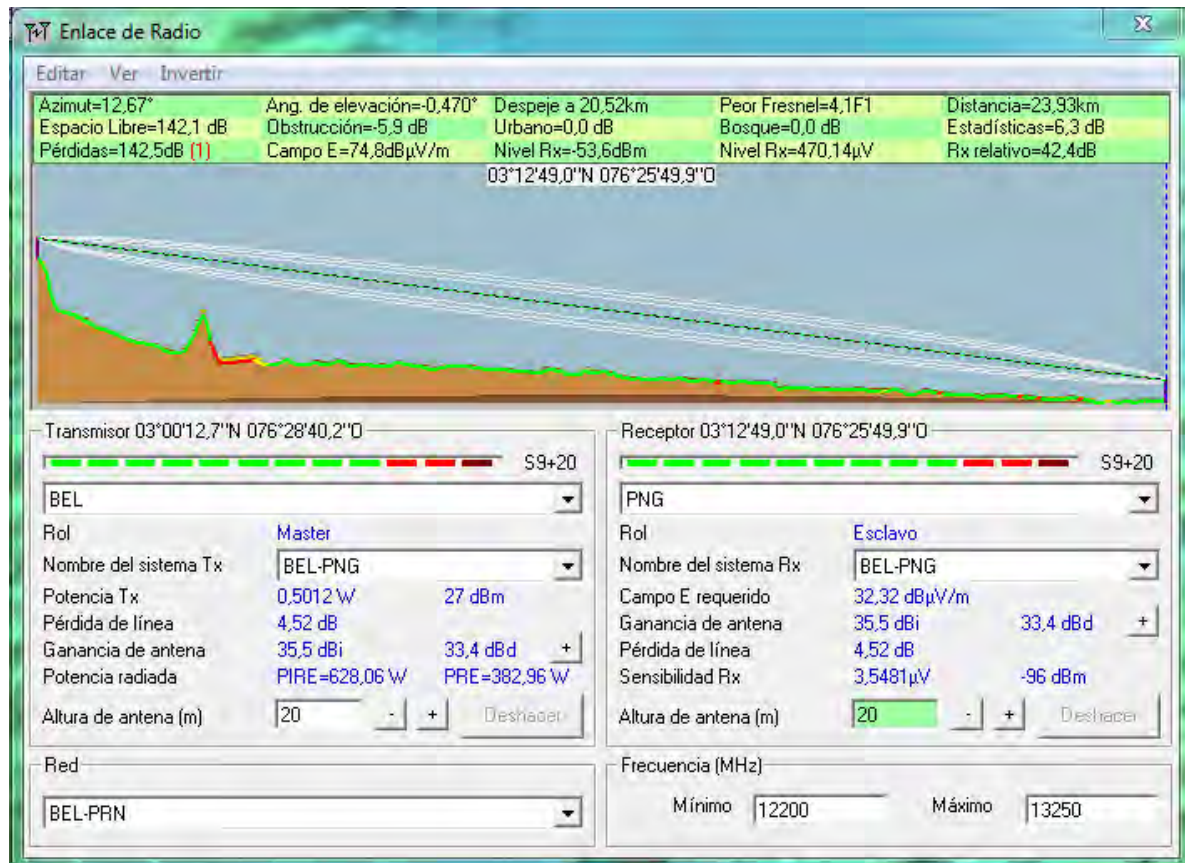 Enlace de Radio
Editar Ver Invertir
Azimut=12,67° Ang. de elevación=-0,470° Despeje a 20,52km Peor Fresnel=4,1F1 Distancia=23,93km
Espacio Libre=142,1 dB Obstrucción=-5,9 dB Urbano=0,0 dB Bosque=0,0 dB Estadísticas=6,3 dB
Pérdidas=142,5dB (1) Campo E=74,8dBµV/m Nivel Rx=-53,6dBm Nivel Rx=470,14µV Rx relativo=42,4dB
03°12'49,0"N 076°25'49,9"O
Transmisor 03°00'12,7"N 076°28'40,2"O
S9+20
BEL
Rol Master
Nombre del sistema Tx BEL-PNG
Potencia Tx 0,5012 W 27 dBm
Pérdida de línea 4,52 dB
Ganancia de antena 35,5 dBi 33,4 dBd +
Potencia radiada PIRE=628,06 W PRE=382,96 W
Altura de antena (m) 20 - + Deshacer
Red
BEL-PRN
Receptor 03°12'49,0"N 076°25'49,9"O
S9+20
PNG
Rol Esclavo
Nombre del sistema Rx BEL-PNG
Campo E requerido 32,32 dBµV/m
Ganancia de antena 35,5 dBi 33,4 dBd +
Pérdida de línea 4,52 dB
Sensibilidad Rx 3,5481µV -96 dBm
Altura de antena (m) 20 - + Deshacer
Frecuencia (MHz)
Mínimo 12200 Máximo 13250